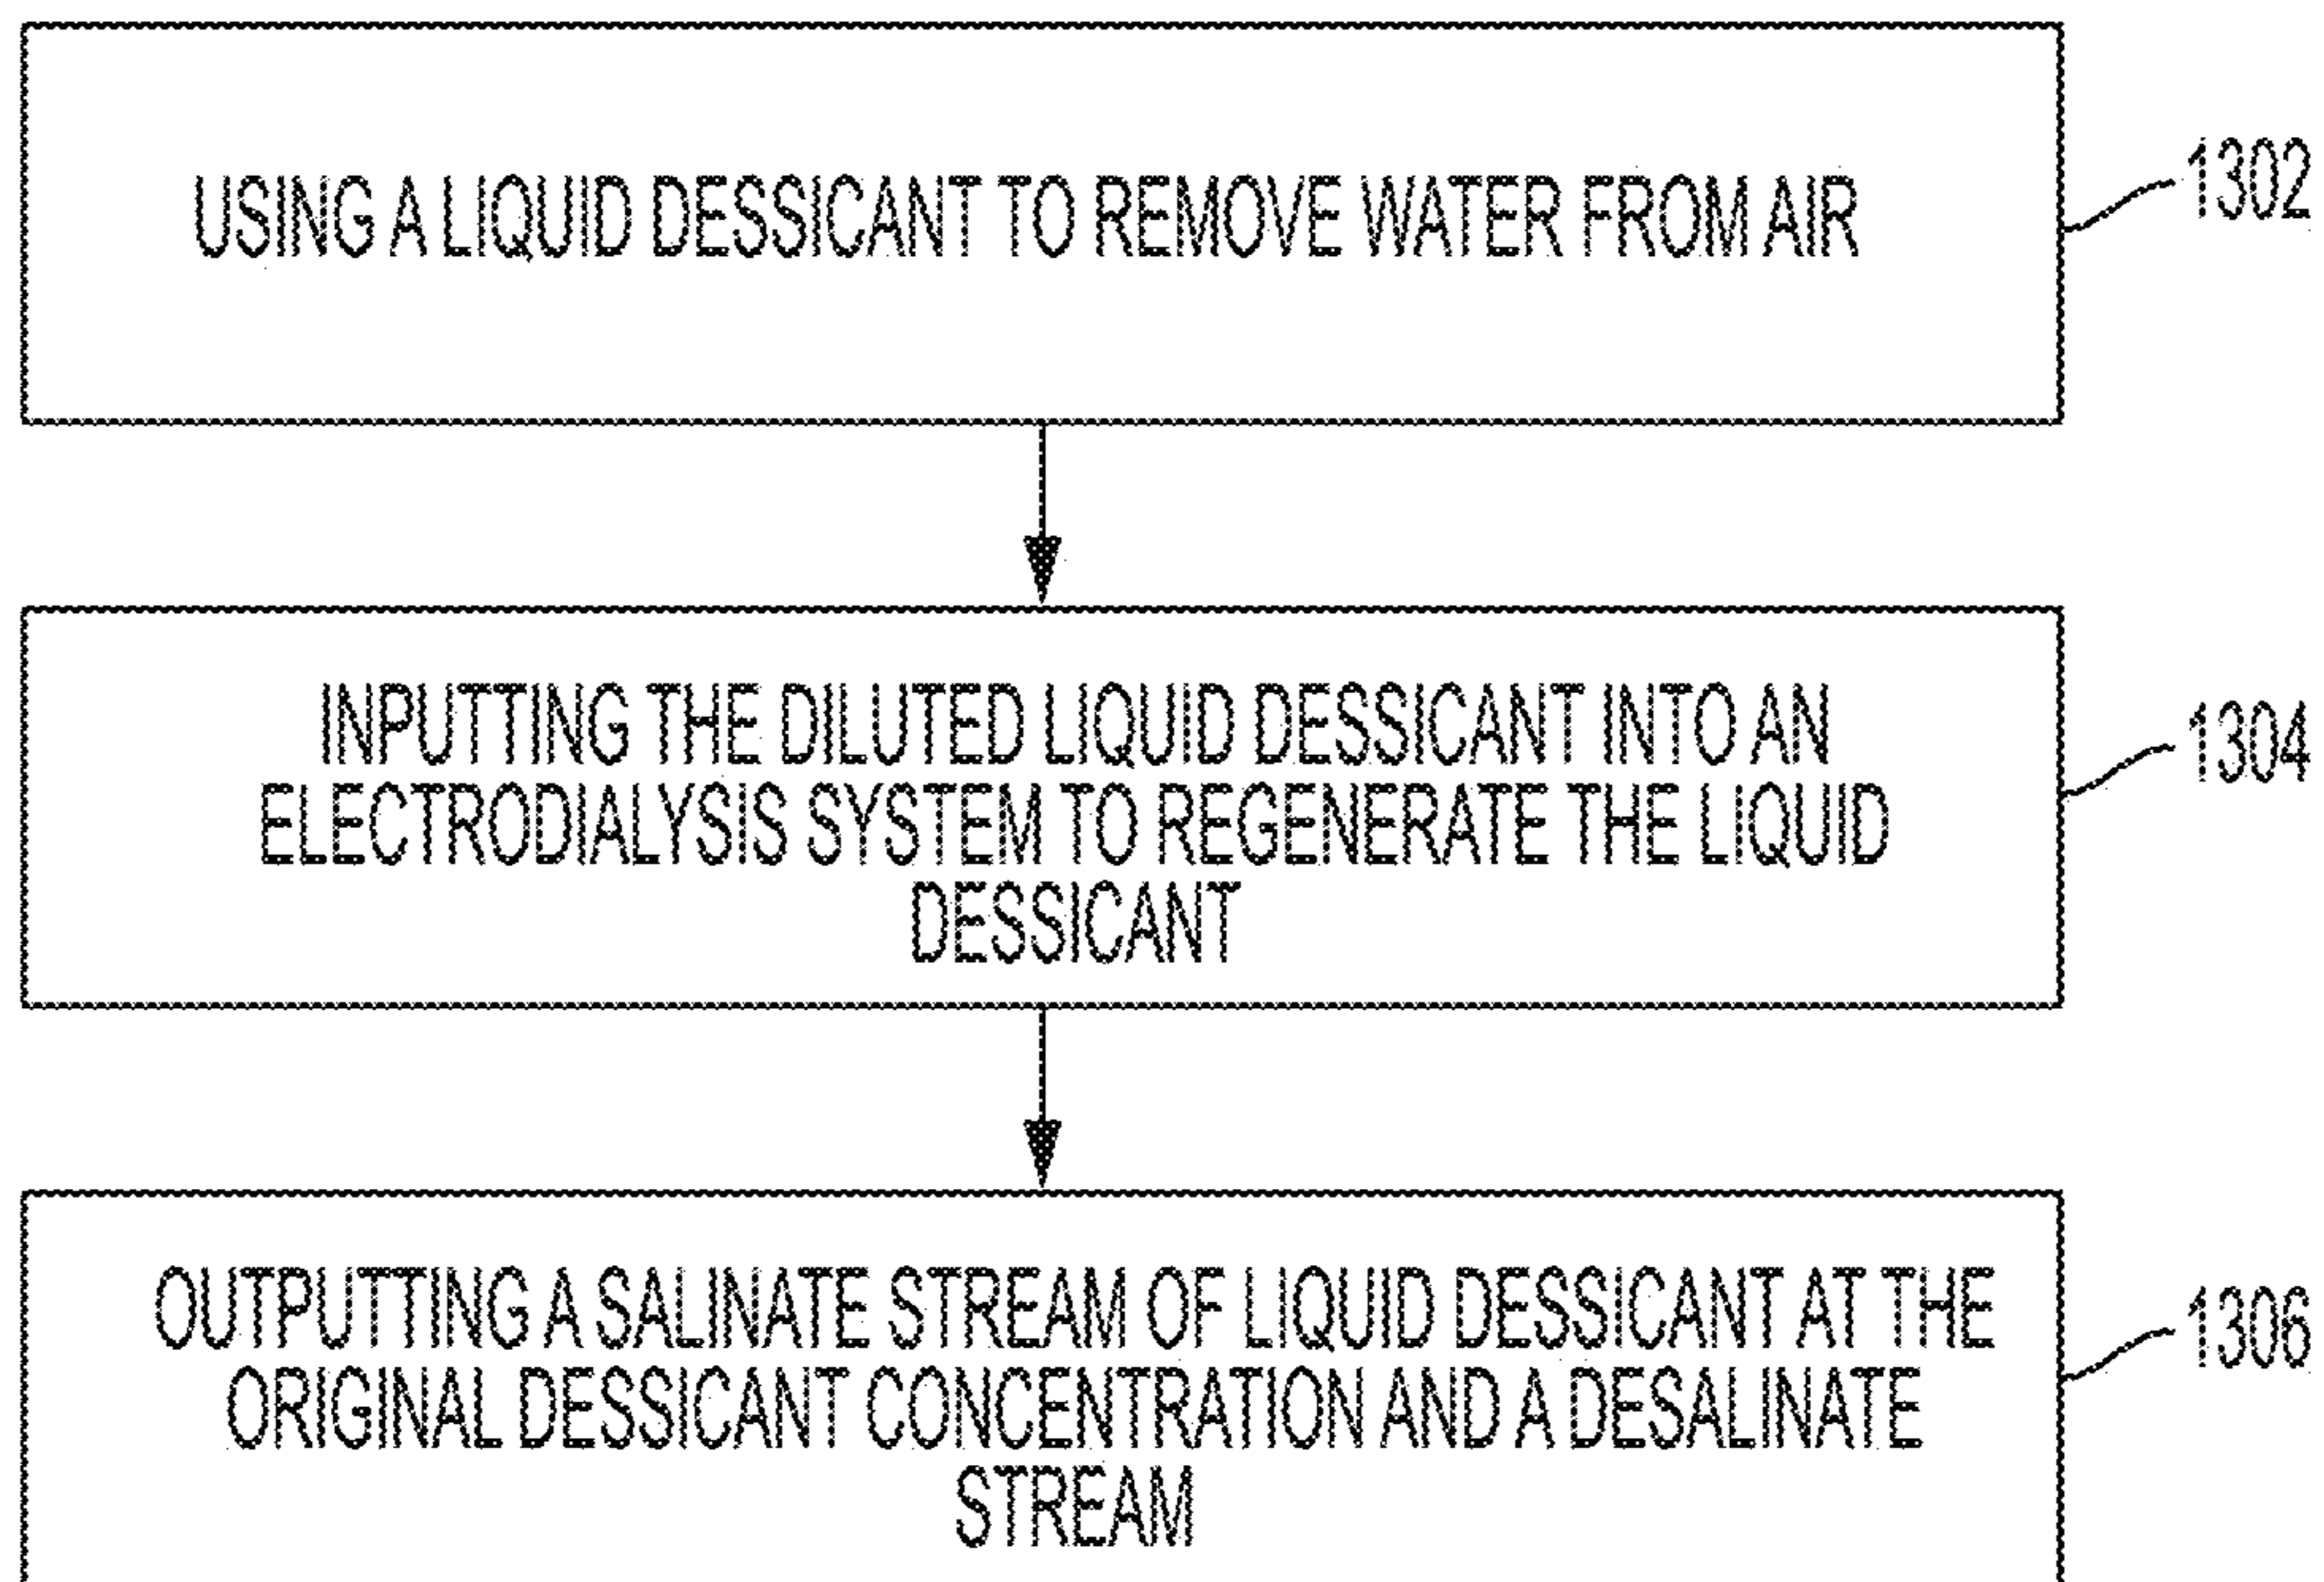 USING A LIQUID DESSICANT TO REMOVE WATER FROM AIR
1302
INPUTTING THE DILUTED LIQUID DESSICANT INTO AN
ELECTRODIALYSIS SYSTEM TO REGENERATE THE LIQUID
DESSICANT
1304
OUTPUTTING A SALINATE STREAM OF LIQUID DESSICANT AT THE
ORIGINAL DESSICANT CONCENTRATION AND A DESALINATE
STREAM
1306